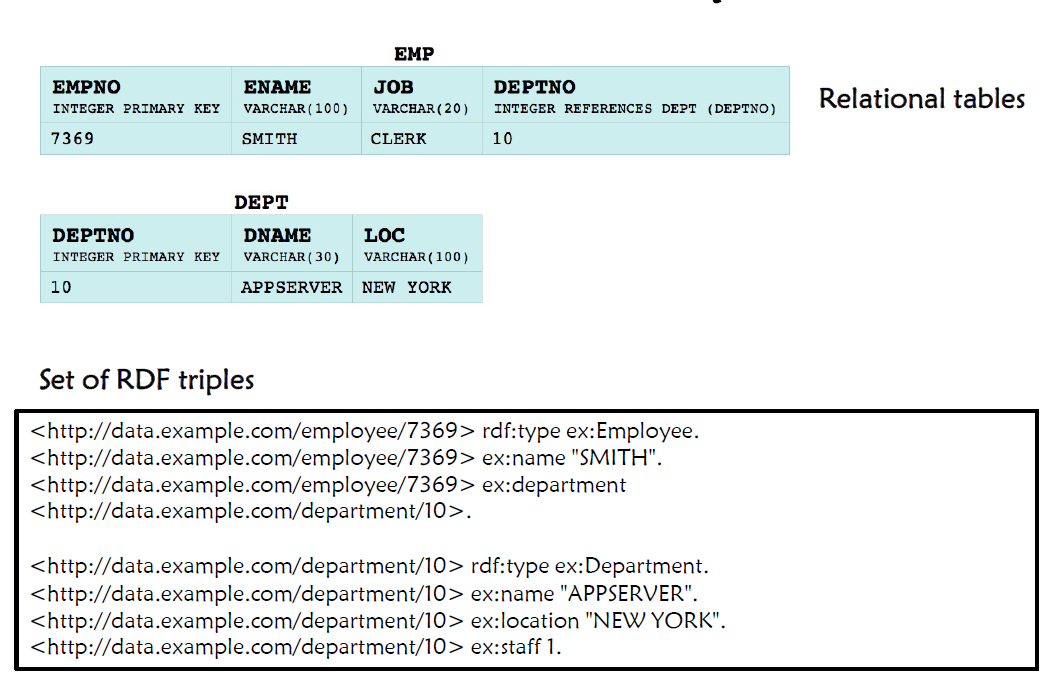 EMP
EMPNO ENAME JOB DEPTNO
INTEGER PRIMARY KEY VARCHAR(100) VARCHAR(20) INTEGER REFERENCES DEPT (DEPTNO)
7369 SMITH CLERK 10
Relational tables
DEPT
DEPTNO DNAME LOC
INTEGER PRIMARY KEY VARCHAR(30) VARCHAR(100)
10 APPSERVER NEW YORK
Set of RDF triples
<http://data.example.com/employee/7369> rdf:type ex:Employee.
<http://data.example.com/employee/7369> ex:name "SMITH".
<http://data.example.com/employee/7369> ex:department
<http://data.example.com/department/10>.
<http://data.example.com/department/10> rdf:type ex:Department.
<http://data.example.com/department/10> ex:name "APPSERVER".
<http://data.example.com/department/10> ex:location "NEW YORK".
<http://data.example.com/department/10> ex:staff 1.